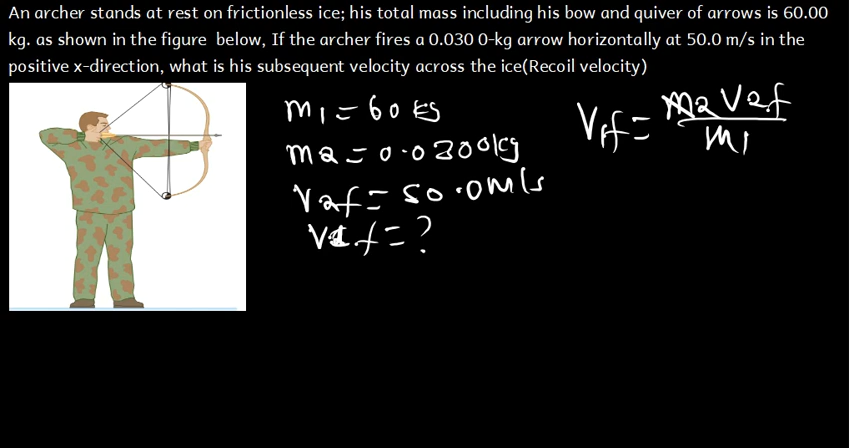 An archer stands at rest on frictionless ice; his total mass including his bow and quiver of arrows is 60.00
kg. as shown in the figure below, If the archer fires a 0.030 0-kg arrow horizontally at 50.0 m/s in the
positive x-direction, what is his subsequent velocity across the ice(Recoil velocity)
m1 = 60 kg
m2 = 0.0300kg
V2f = 50.0m/s
V1f = ?
V1f = m2 V2f
m1